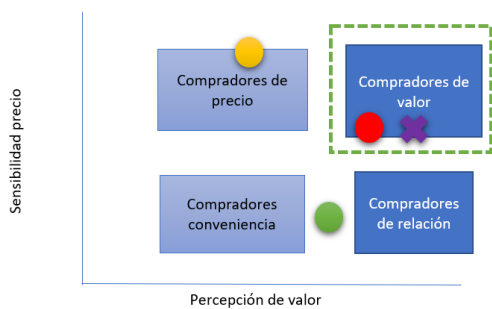 Sensibilidad precio
Compradores de
precio
Compradores de
valor
Compradores
conveniencia
Compradores
de relación
Percepción de valor